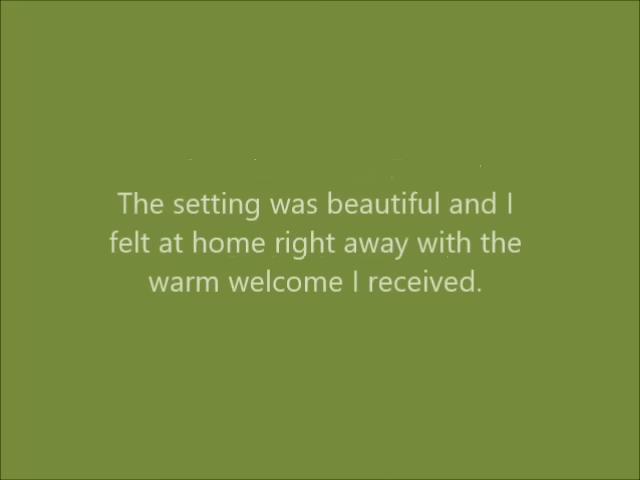 The setting was beautiful and I
felt at home right away with the
warm welcome I received.